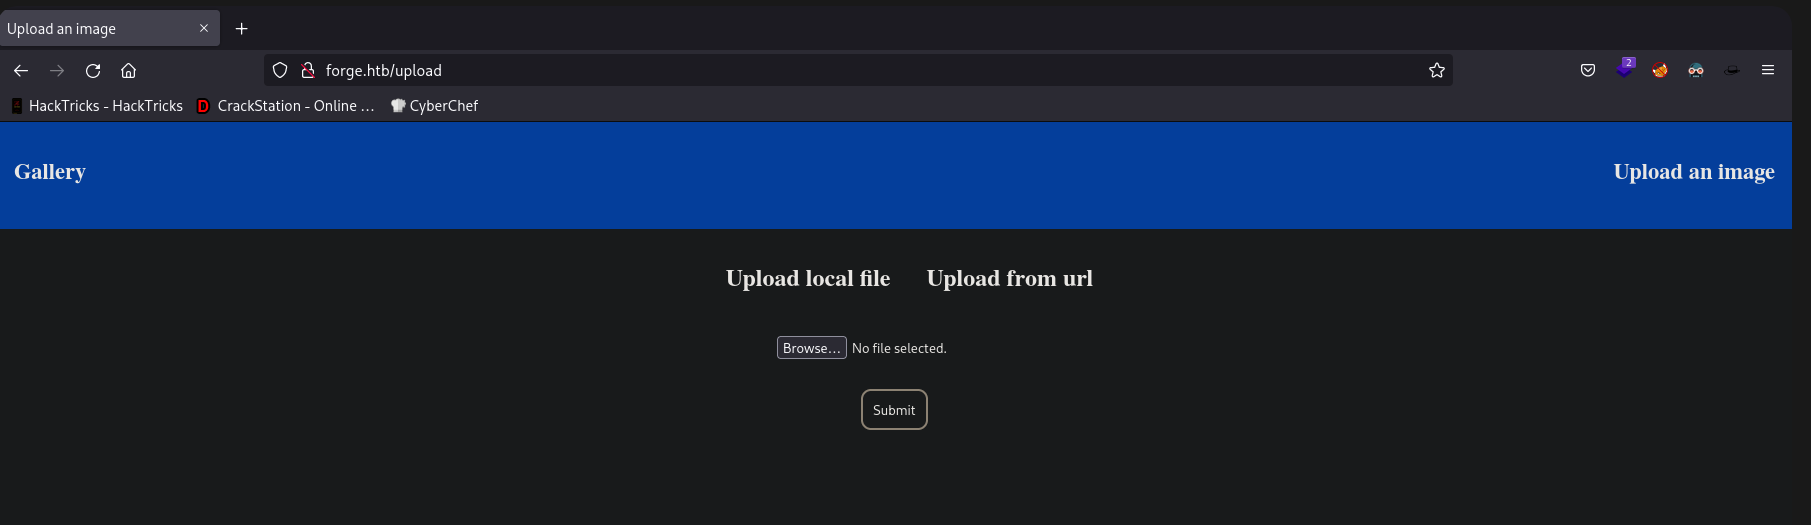 Upload an image
forge.htb/upload
2
HackTricks - HackTricks CrackStation - Online ... CyberChef
Gallery Upload an image
Upload local file Upload from url
Browse... No file selected.
Submit